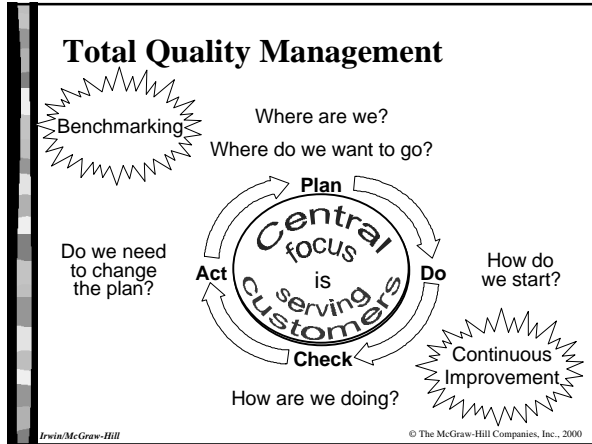 Total Quality Management
Benchmarking
Where are we?
Where do we want to go?
Plan
Central
focus
is
serving
customers
Do we need
to change
the plan?
Act
Do
How do
we start?
Check
Continuous
Improvement
How are we doing?
Irwin/McGraw-Hill
© The McGraw-Hill Companies, Inc., 2000